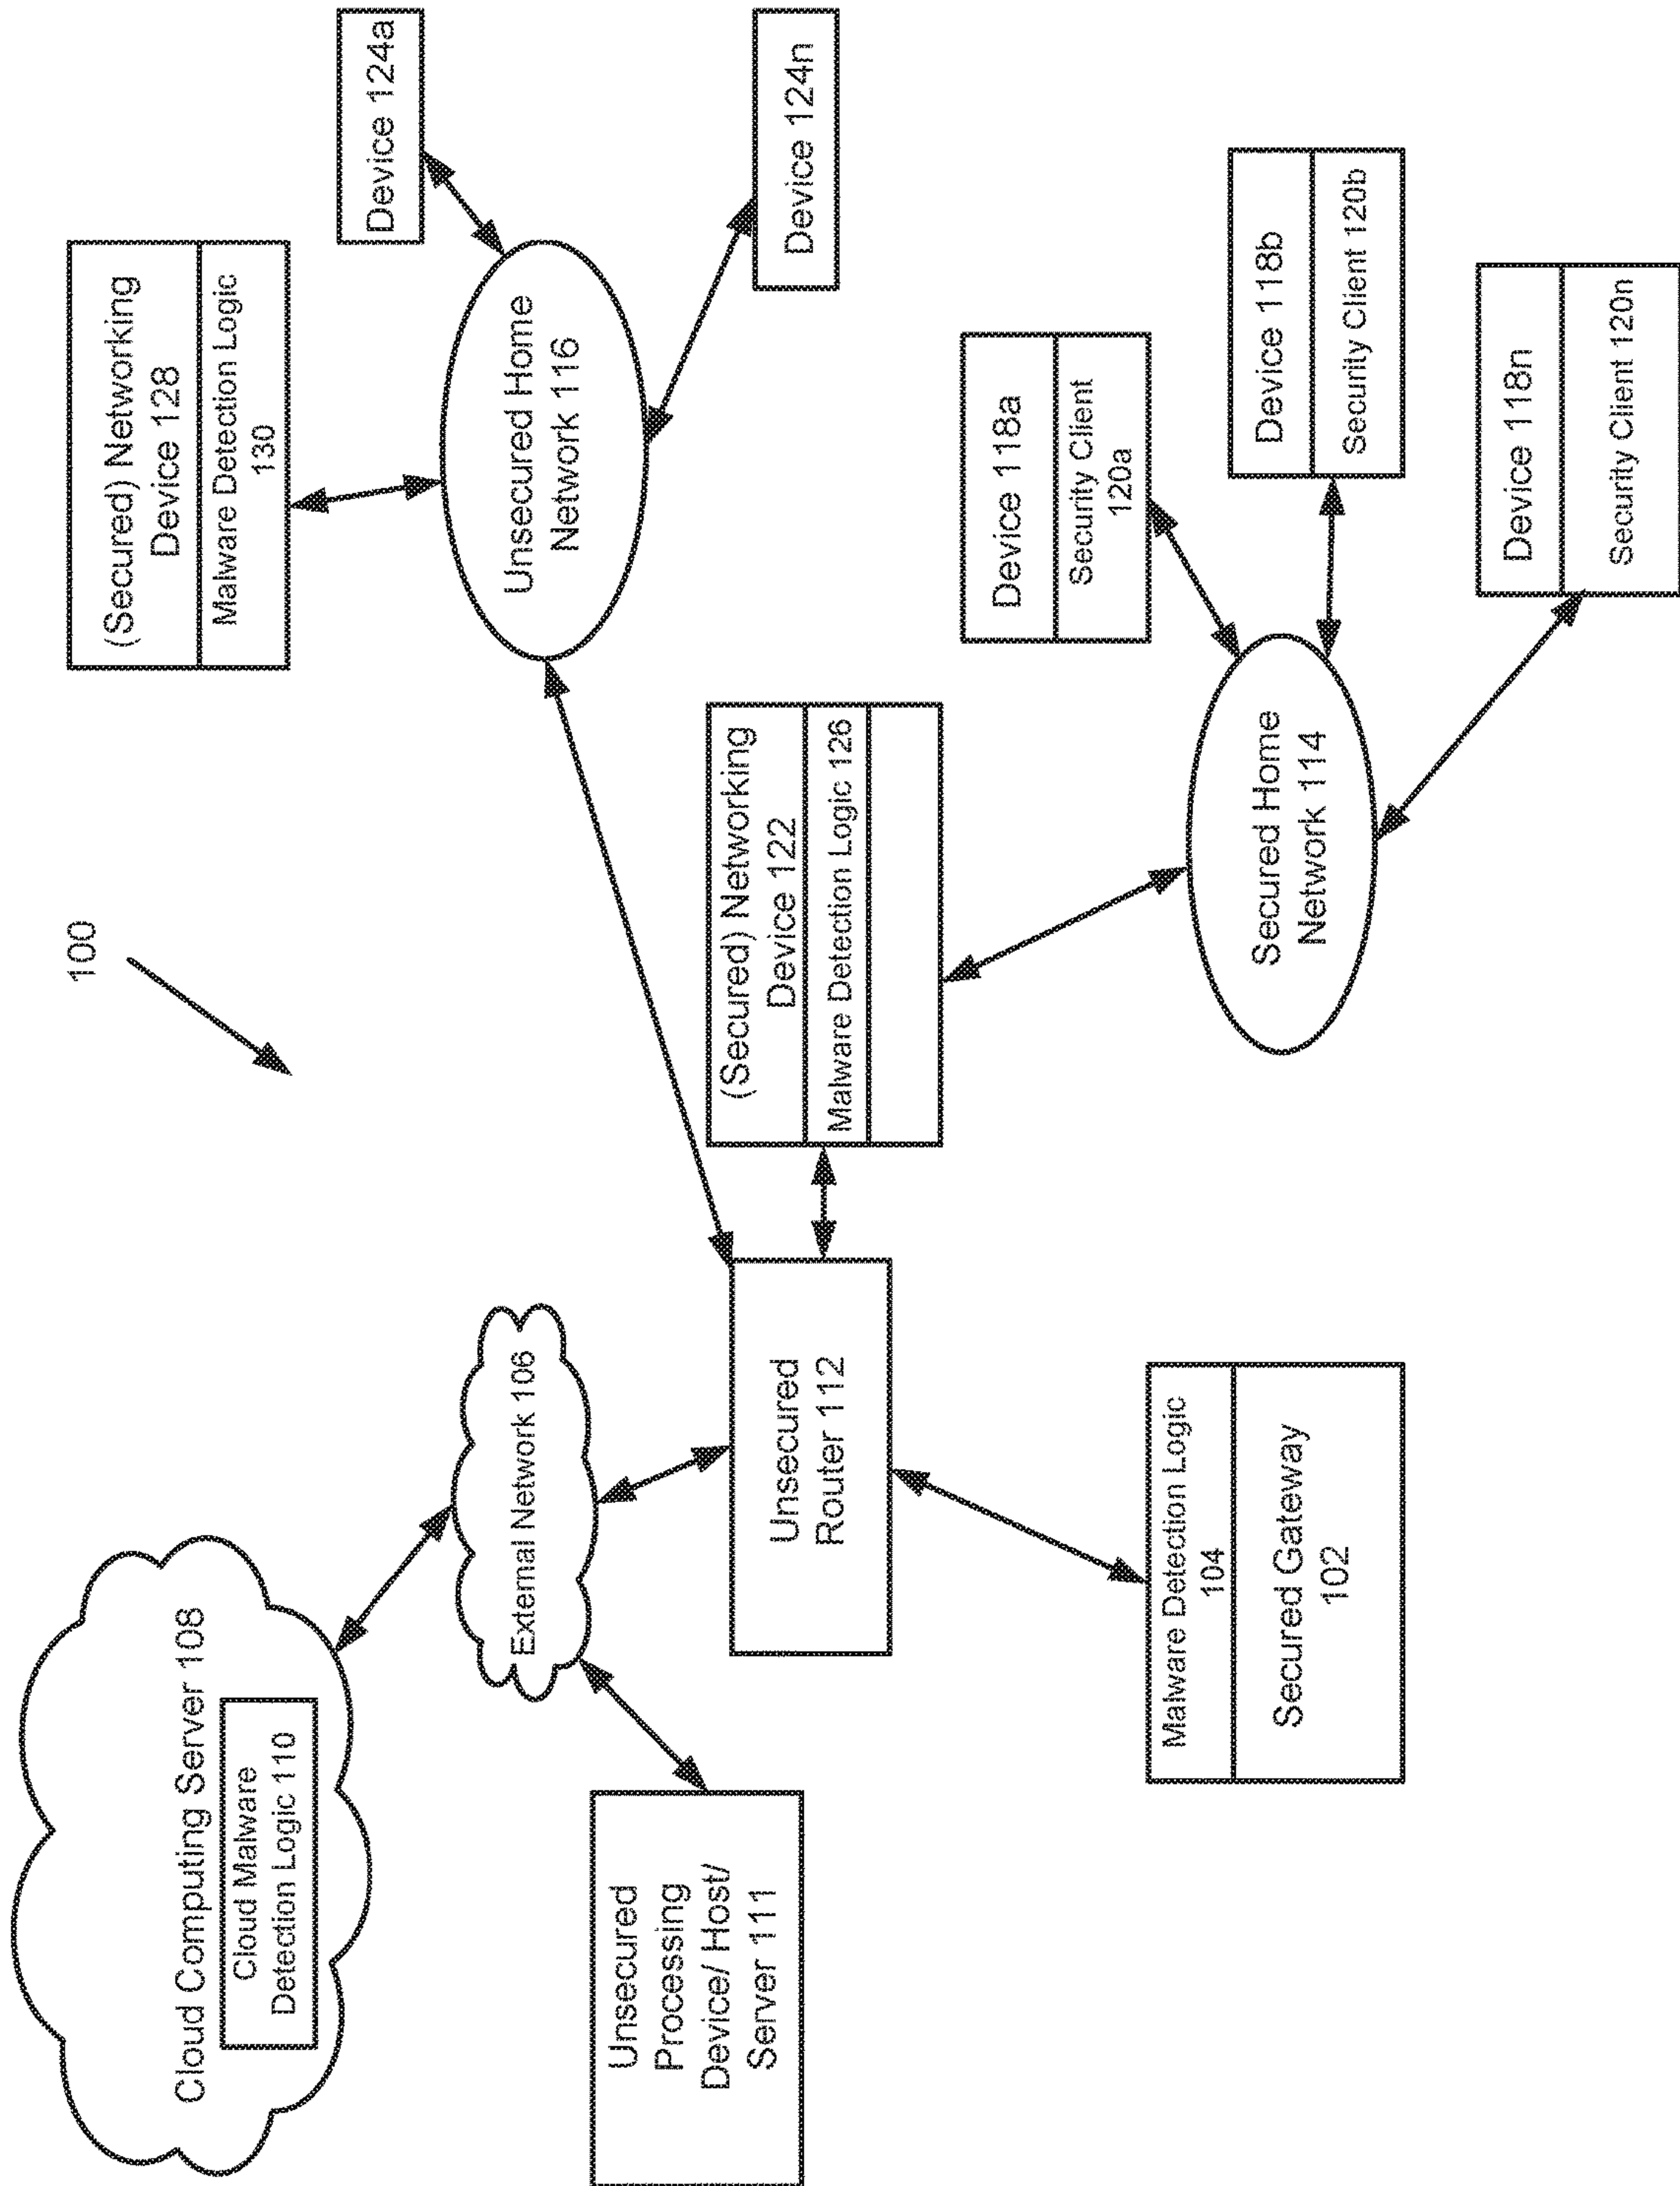 100
Cloud Computing Server 108
Cloud Malware
Detection Logic 110
External Network 106
Unsecured
Processing
Device/ Host/
Server 111
Unsecured
Router 112
Malware Detection Logic
104
Secured Gateway
102
(Secured) Networking
Device 122
Malware Detection Logic 126
(Secured) Networking
Device 128
Malware Detection Logic
130
Unsecured Home
Network 116
Device 124a
Device 124n
Secured Home
Network 114
Device 118a
Security Client
120a
Device 118b
Security Client 120b
Device 118n
Security Client 120n